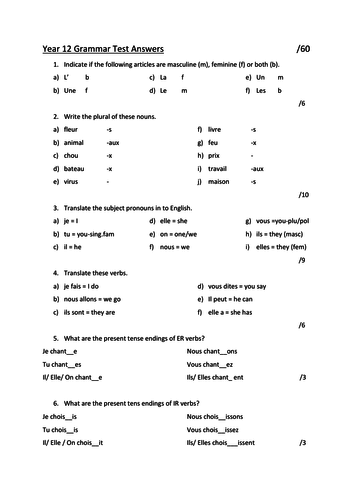 Year 12 Grammar Test Answers /60
1. Indicate if the following articles are masculine (m), feminine (f) or both (b).
a) L' b c) La f e) Un m
b) Une f d) Le m f) Les b
/6
2. Write the plural of these nouns.
a) fleur -s f) livre -s
b) animal -aux g) feu -x
c) chou -x h) prix -
d) bateau -x i) travail -aux
e) virus - j) maison -s
/10
3. Translate the subject pronouns in to English.
a) je = I d) elle = she g) vous =you-plu/pol
b) tu = you-sing.fam e) on = one/we h) ils = they (masc)
c) il = he f) nous = we i) elles = they (fem)
/9
4. Translate these verbs.
a) je fais = I do d) vous dites = you say
b) nous allons = we go e) Il peut = he can
c) ils sont = they are f) elle a = she has
/6
5. What are the present tense endings of ER verbs?
Je chant__e Nous chant__ons
Tu chant__es Vous chant__ez
Il/ Elle/ On chant__e Ils/ Elles chant_ ent /3
6. What are the present tens endings of IR verbs?
Je chois__is Nous chois__issons
Tu chois__is Vous chois__issez
Il/ Elle / On chois__it Ils/ Elles chois___issent /3